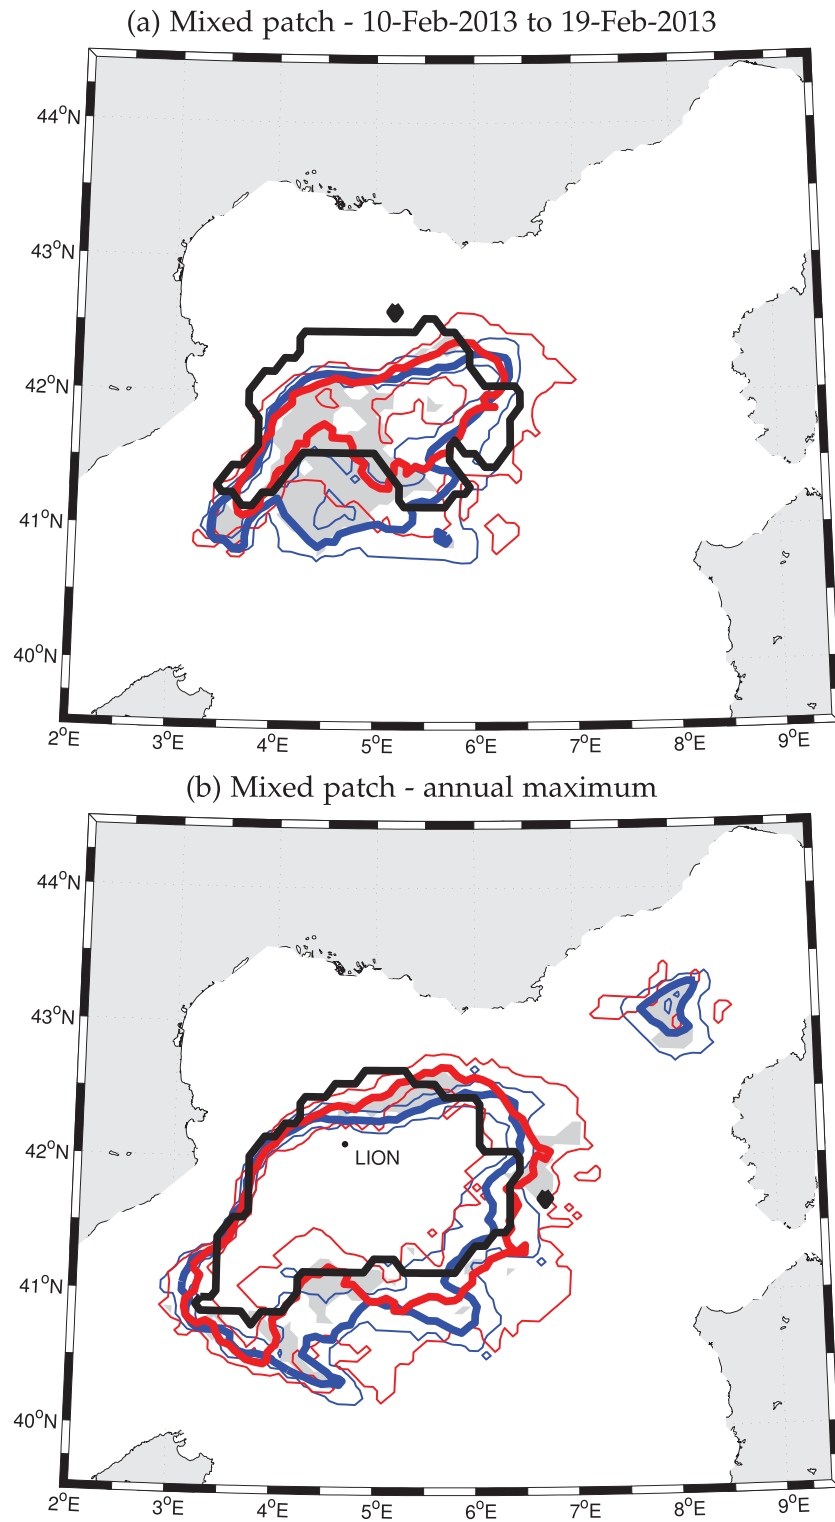 (a) Mixed patch - 10-Feb-2013 to 19-Feb-2013
44°N
43°N
42°N
41°N
40°N
2°E 3°E 4°E 5°E 6°E 7°E 8°E 9°E
(b) Mixed patch - annual maximum
44°N
43°N
42°N
LION
41°N
40°N
2°E 3°E 4°E 5°E 6°E 7°E 8°E 9°E